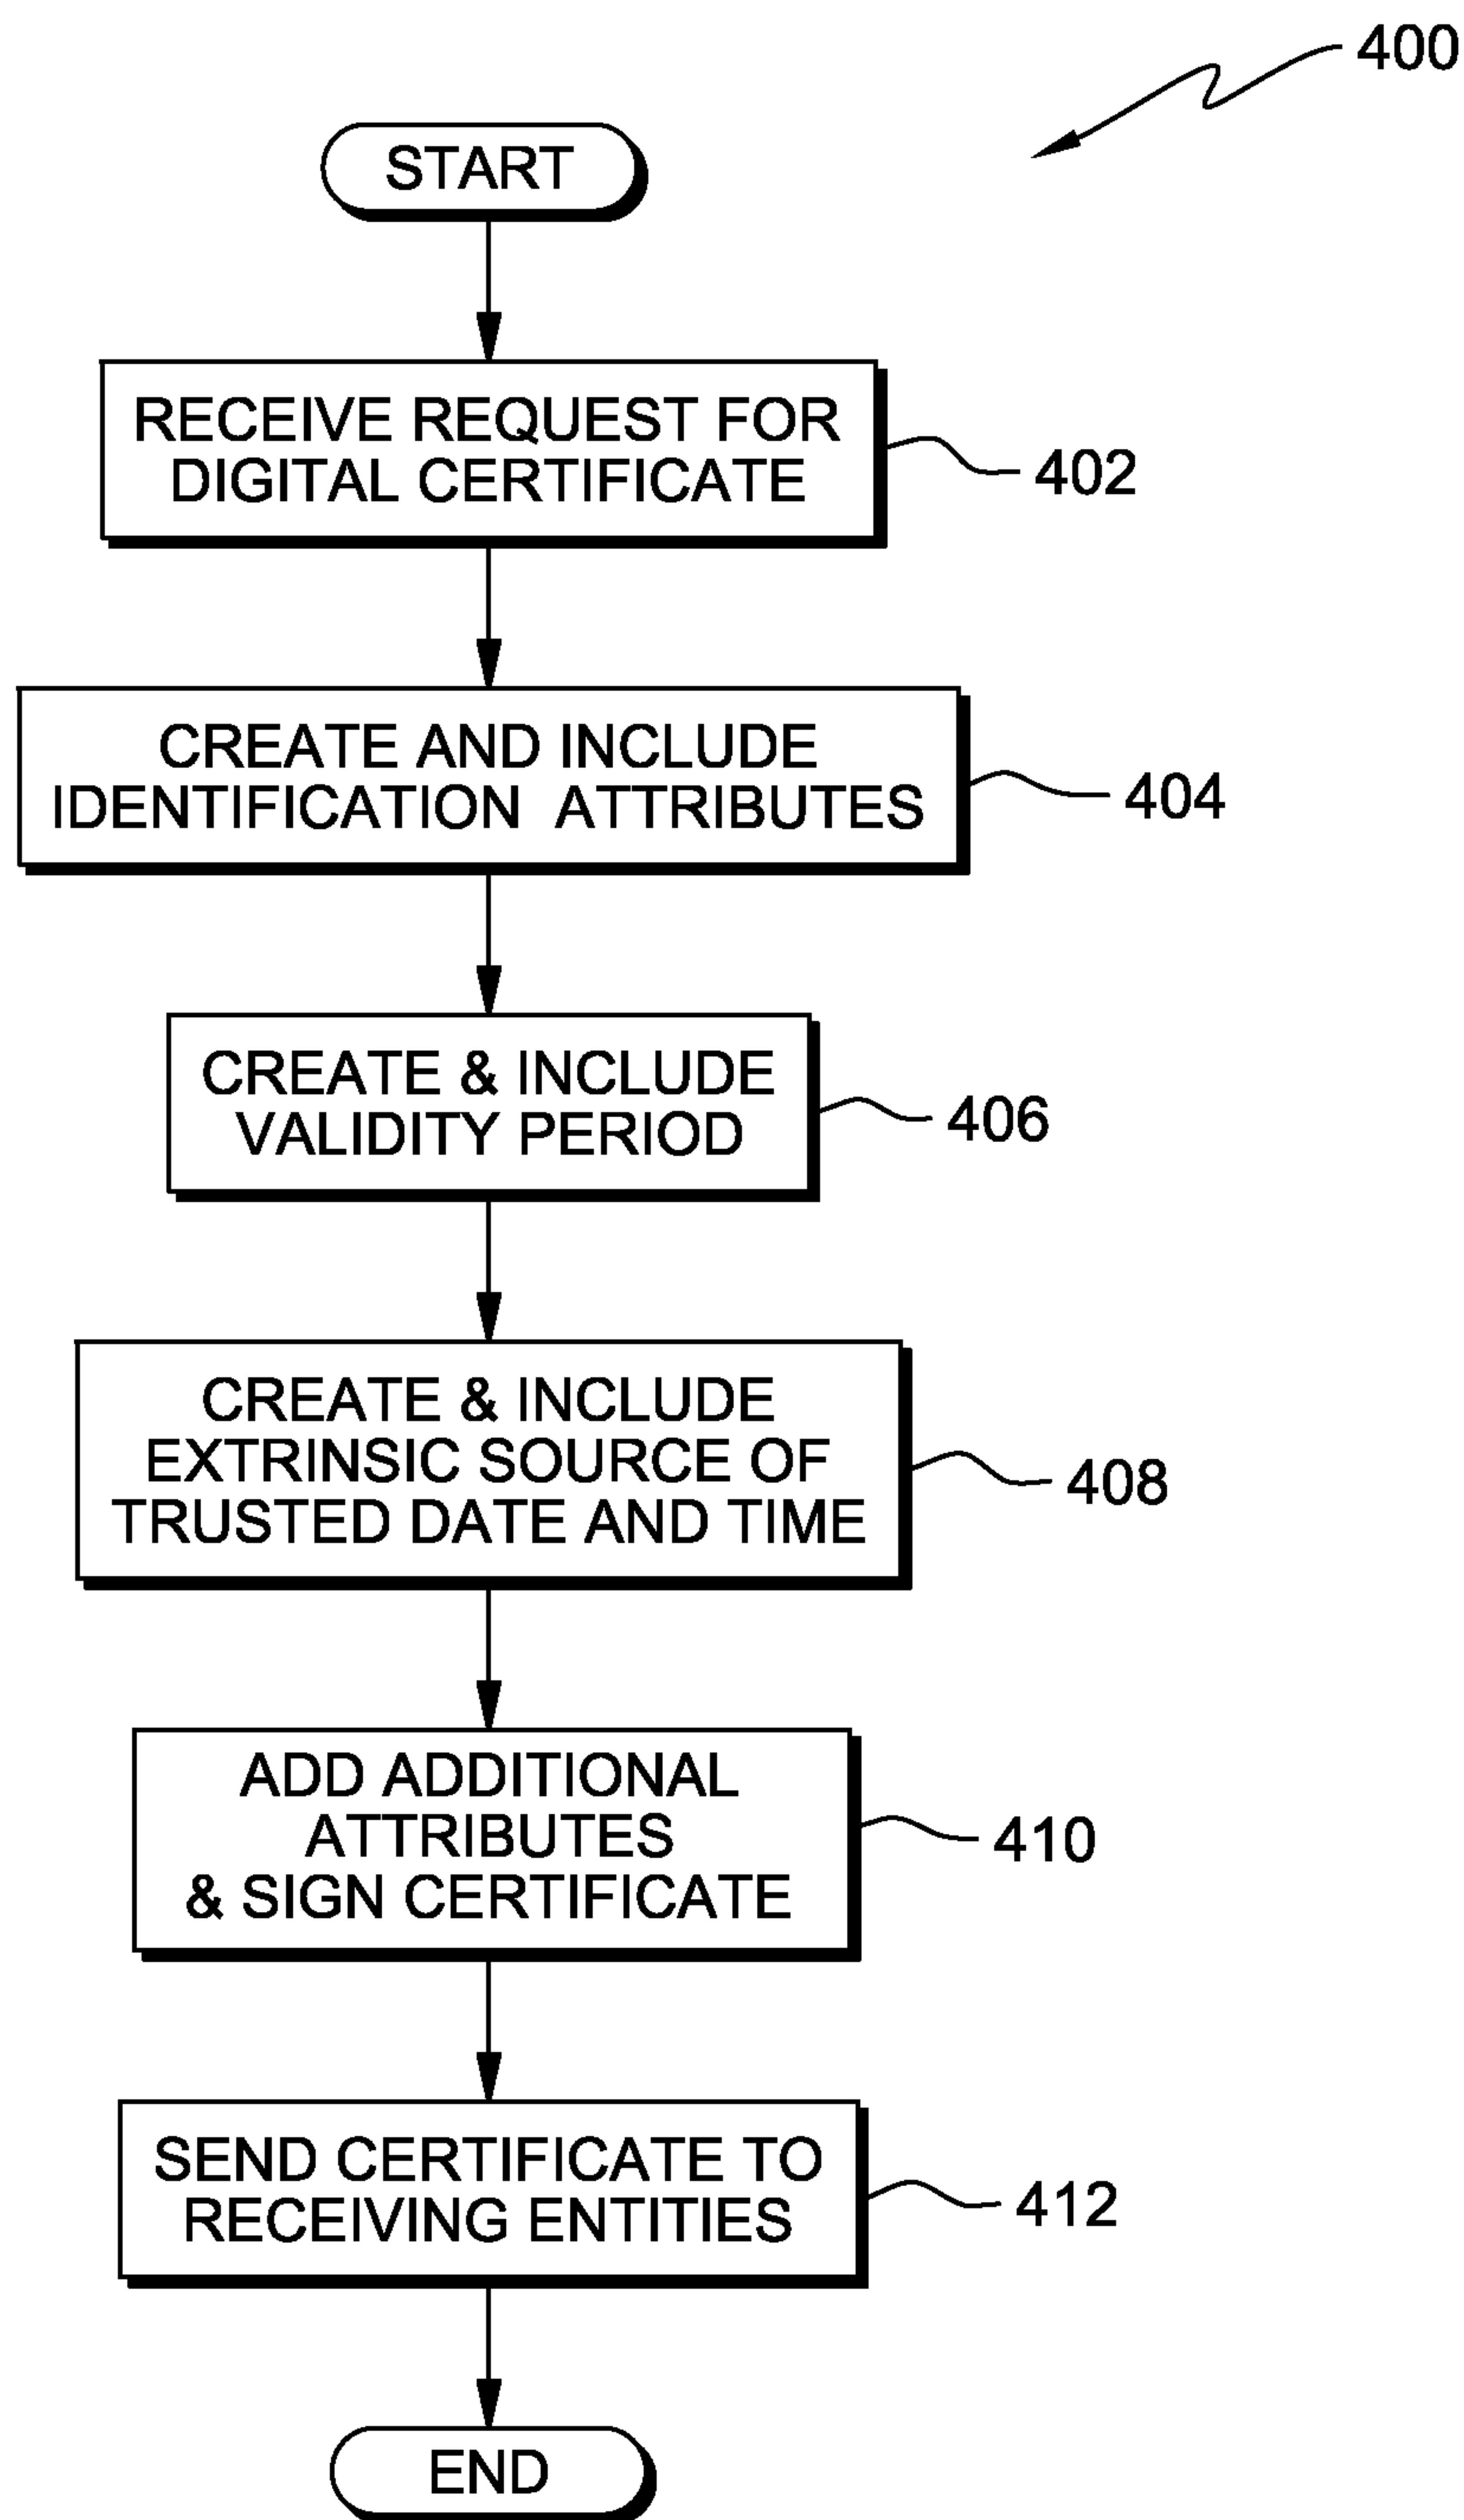 400
START
RECEIVE REQUEST FOR
DIGITAL CERTIFICATE
402
CREATE AND INCLUDE
IDENTIFICATION ATTRIBUTES
404
CREATE & INCLUDE
VALIDITY PERIOD
406
CREATE & INCLUDE
EXTRINSIC SOURCE OF
TRUSTED DATE AND TIME
408
ADD ADDITIONAL
ATTRIBUTES
& SIGN CERTIFICATE
410
SEND CERTIFICATE TO
RECEIVING ENTITIES
412
END